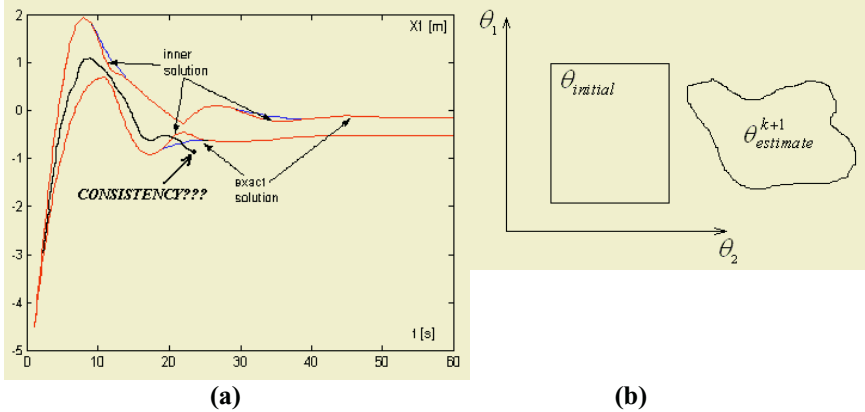 X1 [m]
2
1
0
-1
-2
-3
-4
-5
inner
solution
CONSISTENCY???
exact
solution
t [s]
0
10
20
30
40
50
60
(a)
θ1
θinitial
θ^{k+1}_{estimate}
θ2
(b)